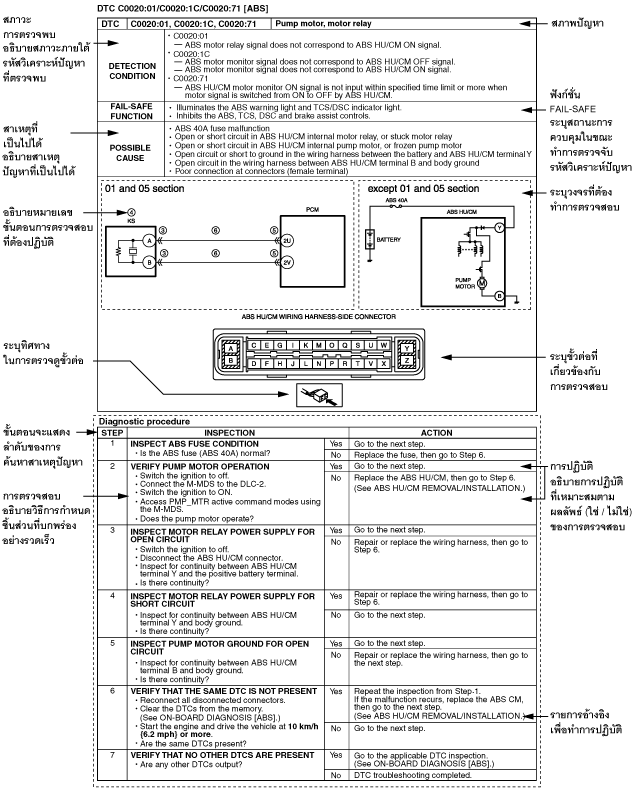 DTC C0020:01/C0020:1C/C0020:71 [ABS]
DTC C0020:01, C0020:1C, C0020:71 Pump motor, motor relay
DETECTION CONDITION
• C0020:01
— ABS motor relay signal does not correspond to ABS HU/CM ON signal.
• C0020:1C
— ABS motor monitor signal does not correspond to ABS HU/CM OFF signal.
— ABS motor monitor signal does not correspond to ABS HU/CM ON signal.
• C0020:71
— ABS HU/CM motor monitor ON signal is not input within specified time limit or more when
motor signal is switched from ON to OFF by ABS HU/CM.
FAIL-SAFE FUNCTION
• Illuminates the ABS warning light and TCS/DSC indicator light.
• Inhibits the ABS, TCS, DSC and brake assist controls.
POSSIBLE CAUSE
• ABS 40A fuse malfunction
• Open or short circuit in ABS HU/CM internal motor relay, or stuck motor relay
• Open or short circuit in ABS HU/CM internal pump motor, or frozen pump motor
• Open circuit or short to ground in the wiring harness between the battery and ABS HU/CM terminal Y
• Open circuit in the wiring harness between ABS HU/CM terminal B and body ground
• Poor connection at connectors (female terminal)
สภาวะ
การตรวจพบ
อธิบายสภาวะภายใต้
รหัสวิเคราะห์ปัญหา
ที่ตรวจพบ
สาเหตุที่
เป็นไปได้
อธิบายสาเหตุ
ปัญหาที่เป็นไปได้
อธิบายหมายเลข
ขั้นตอนการตรวจสอบ
ที่ต้องปฏิบัติ
ระบุทิศทาง
ในการตรวจดูขั้วต่อ
สภาพปัญหา
ฟังก์ชั่น
FAIL-SAFE
ระบุสถานะการ
ควบคุมในขณะ
ทำการตรวจจับ
รหัสวิเคราะห์ปัญหา
ระบุวงจรที่ต้อง
ทำการตรวจสอบ
ระบุขั้วต่อที่
เกี่ยวข้องกับ
การตรวจสอบ
01 and 05 section
④
KS
PCM
③ ⑥ ⑤
A 2U
③ ⑥ ⑤
B 2V
except 01 and 05 section
ABS 40A
ABS HU/CM
BATTERY
Y
PUMP
MOTOR
M
B
ABS HU/CM WIRING HARNESS-SIDE CONNECTOR
A C E G I K M O Q S U W Y
B D F H J L N P R T V X Z
Diagnostic procedure
STEP INSPECTION ACTION
1 INSPECT ABS FUSE CONDITION
• Is the ABS fuse (ABS 40A) normal?
Yes Go to the next step.
No Replace the fuse, then go to Step 6.
2 VERIFY PUMP MOTOR OPERATION
• Switch the ignition to off.
• Connect the M-MDS to the DLC-2.
• Switch the ignition to ON.
• Access PMP_MTR active command modes using
the M-MDS.
• Does the pump motor operate?
Yes Go to the next step.
No Replace the ABS HU/CM, then go to Step 6.
(See ABS HU/CM REMOVAL/INSTALLATION.)
3 INSPECT MOTOR RELAY POWER SUPPLY FOR
OPEN CIRCUIT
• Switch the ignition to off.
• Disconnect the ABS HU/CM connector.
• Inspect for continuity between ABS HU/CM
terminal Y and the positive battery terminal.
• Is there continuity?
Yes Go to the next step.
No Repair or replace the wiring harness, then go to
Step 6.
4 INSPECT MOTOR RELAY POWER SUPPLY FOR
SHORT CIRCUIT
• Inspect for continuity between ABS HU/CM
terminal Y and body ground.
• Is there continuity?
Yes Repair or replace the wiring harness, then go to
Step 6.
No Go to the next step.
5 INSPECT PUMP MOTOR GROUND FOR OPEN
CIRCUIT
• Inspect for continuity between ABS HU/CM
terminal B and body ground.
• Is there continuity?
Yes Go to the next step.
No Repair or replace the wiring harness, then go to
the next step.
6 VERIFY THAT THE SAME DTC IS NOT PRESENT
• Reconnect all disconnected connectors.
• Clear the DTCs from the memory.
(See ON-BOARD DIAGNOSIS [ABS].)
• Start the engine and drive the vehicle at 10 km/h
{6.2 mph} or more.
• Are the same DTCs present?
Yes Repeat the inspection from Step-1.
If the malfunction recurs, replace the ABS CM,
then go to the next step.
(See ABS HU/CM REMOVAL/INSTALLATION.)
No Go to the next step.
7 VERIFY THAT NO OTHER DTCS ARE PRESENT
• Are any other DTCs output?
Yes Go to the applicable DTC inspection.
(See ON-BOARD DIAGNOSIS [ABS].)
No DTC troubleshooting completed.
ขั้นตอนจะแสดง
ลำดับของการ
ค้นหาสาเหตุปัญหา
การตรวจสอบ
อธิบายวิธีการกำหนด
ชิ้นส่วนที่บกพร่อง
อย่างรวดเร็ว
การปฏิบัติ
อธิบายการปฏิบัติ
ที่เหมาะสมตาม
ผลลัพธ์ (ใช่ / ไม่ใช่)
ของการตรวจสอบ
รายการอ้างอิง
เพื่อทำการปฏิบัติ